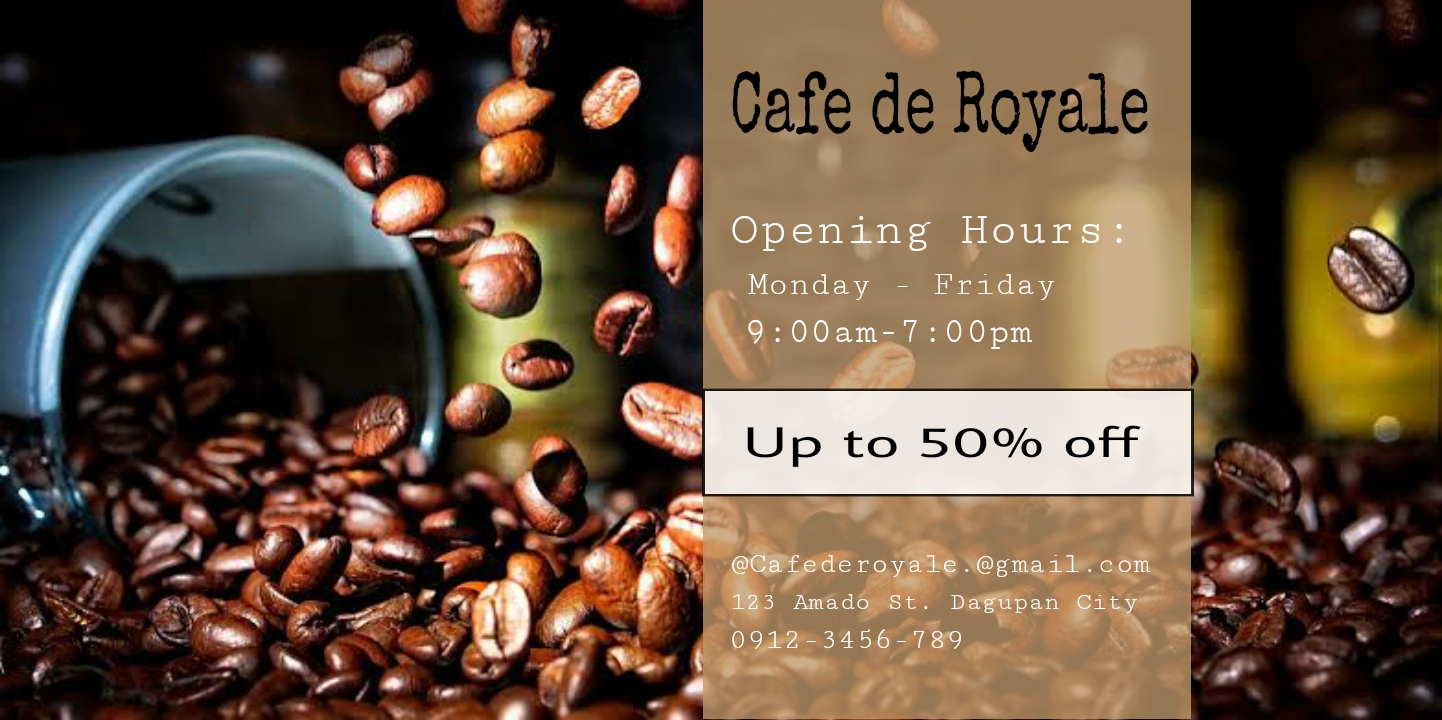 Cafe de Royale
Opening Hours:
Monday - Friday
9:00am-7:00pm
Up to 50% off
@Cafederoyale.@gmail.com
123 Amado St. Dagupan City
0912-3456-789